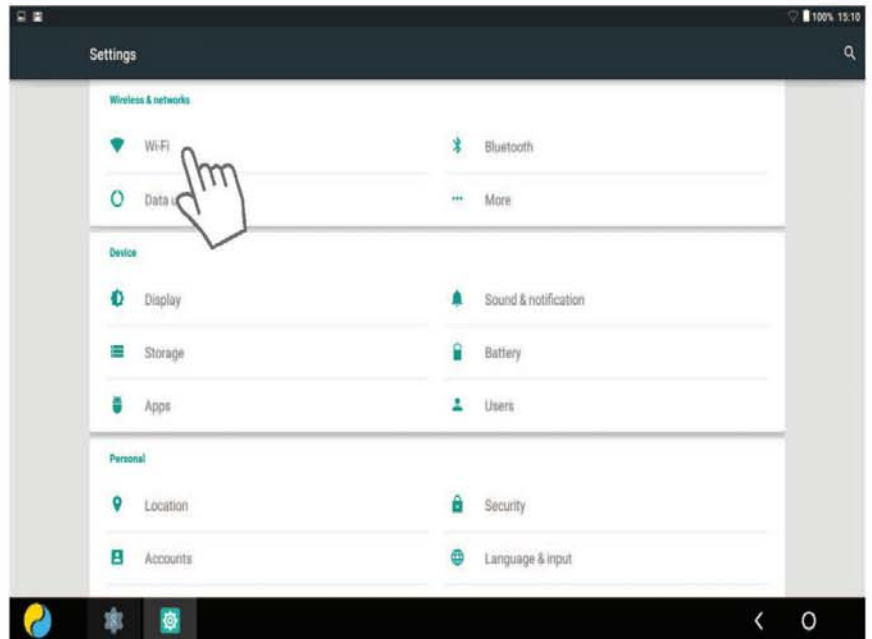 100% 15:10
Settings
Wireless & networks
Wi-Fi
Bluetooth
Data u
More
Device
Display
Sound & notification
Storage
Battery
Apps
Users
Personal
Location
Security
Accounts
Language & input